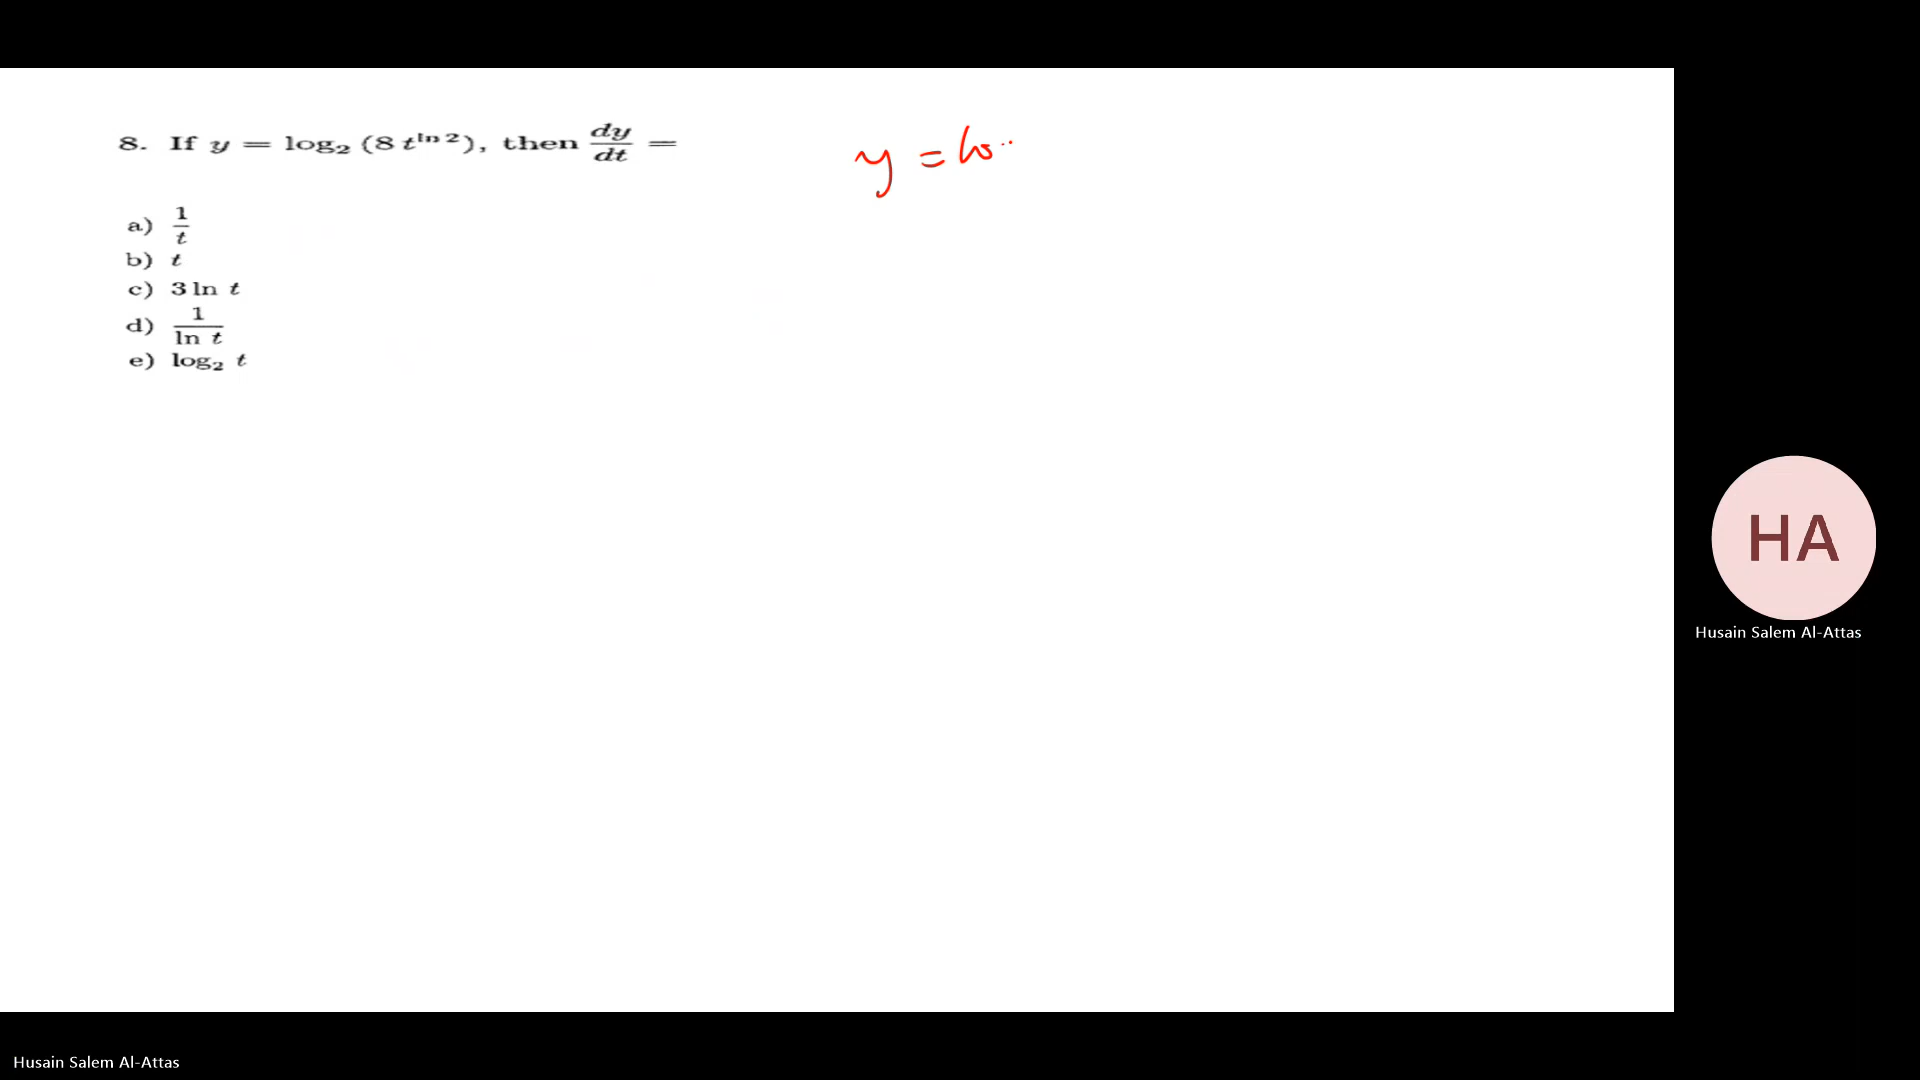 8. If y = log₂ (8 t^{ln 2}), then dy/dt =
y = lo
a) 1/t
b) t
c) 3 ln t
d) 1/ln t
e) log₂ t
HA
Husain Salem Al-Attas
Husain Salem Al-Attas